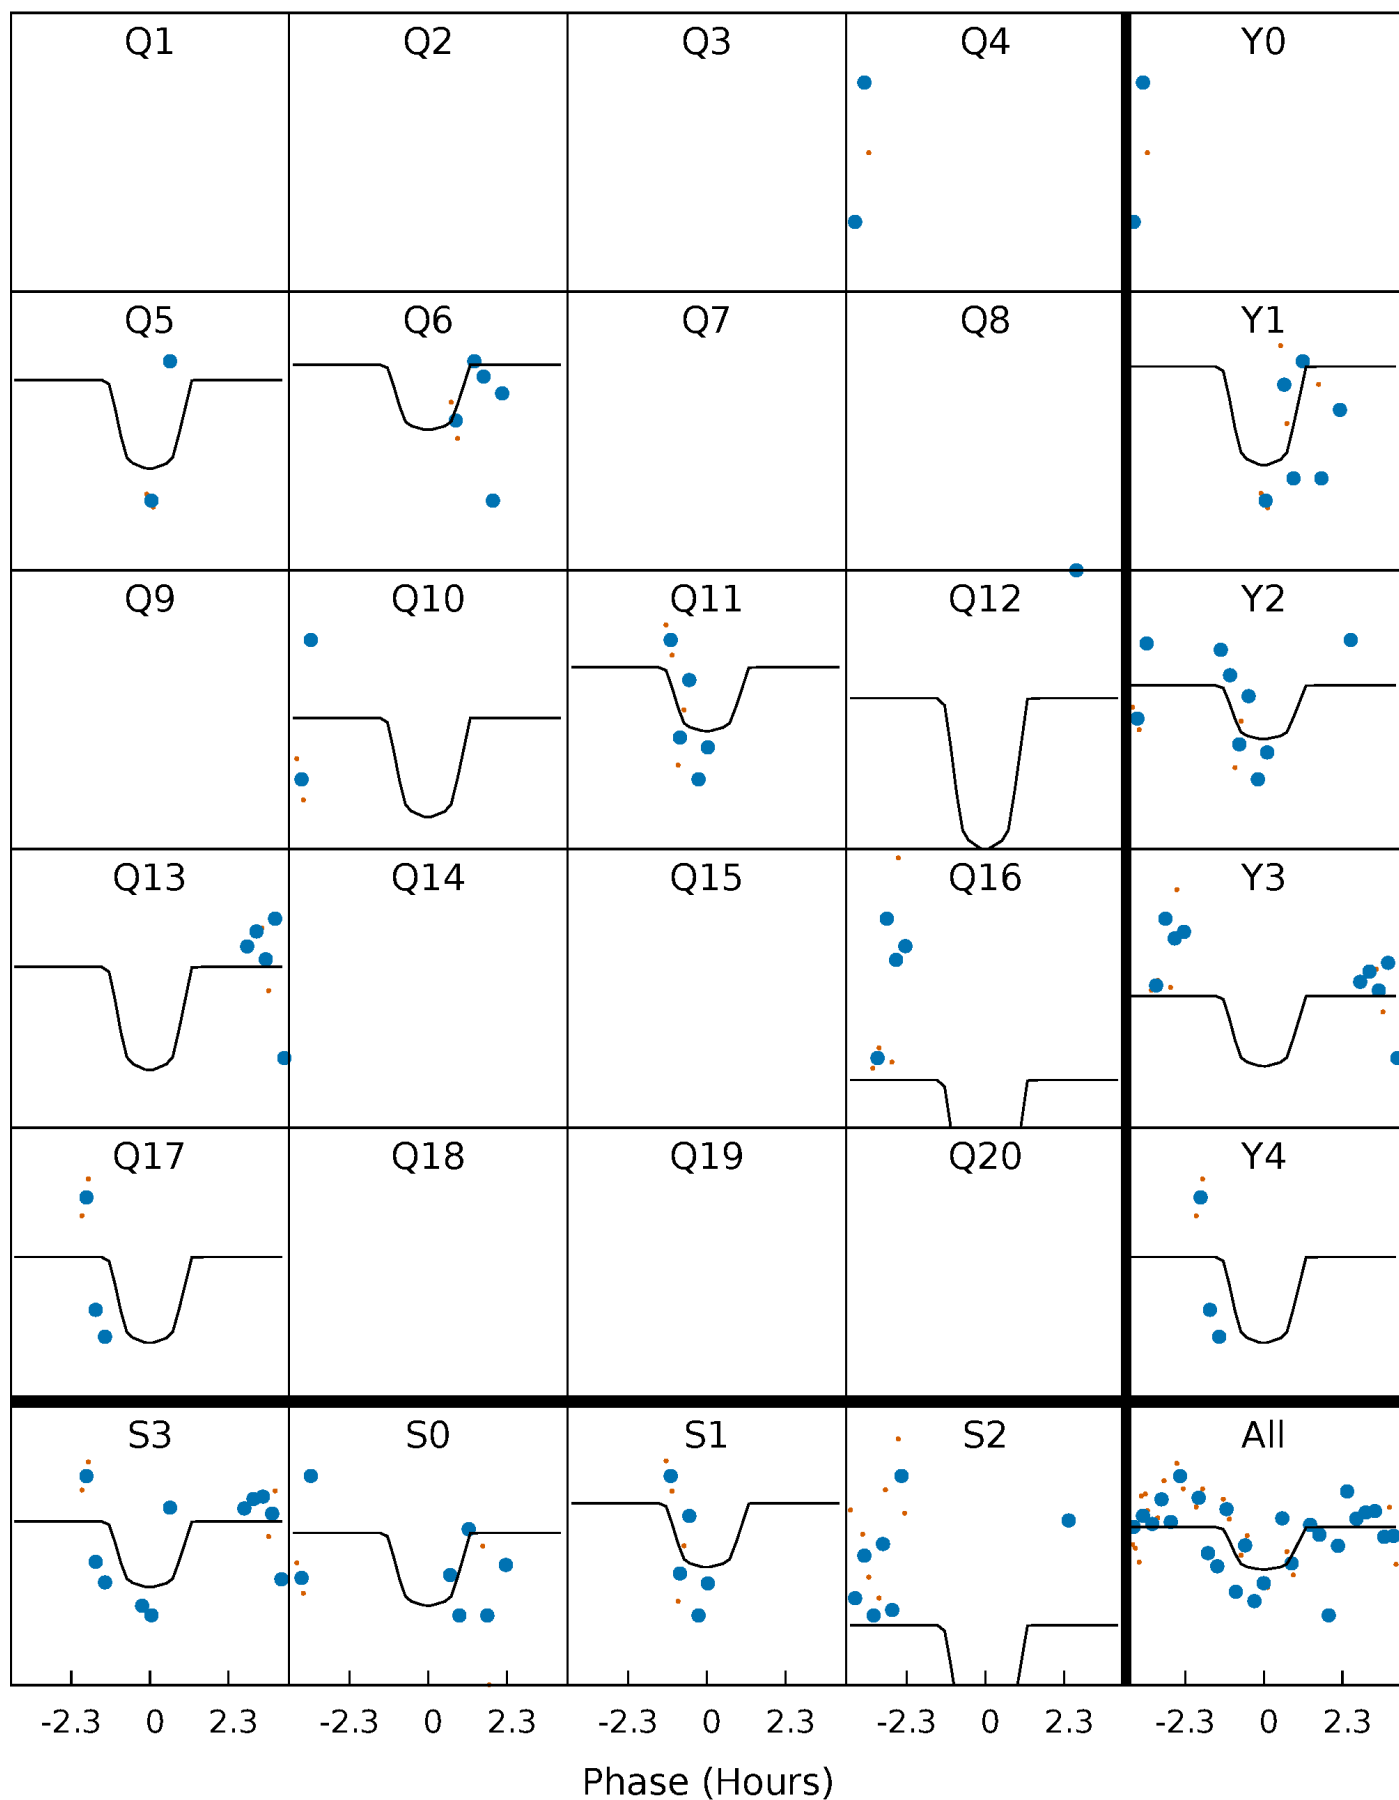 Q1 Q2 Q3 Q4 Y0
Q5 Q6 Q7 Q8 Y1
Q9 Q10 Q11 Q12 Y2
Q13 Q14 Q15 Q16 Y3
Q17 Q18 Q19 Q20 Y4
S3 S0 S1 S2 All
-2.3 0 2.3 -2.3 0 2.3 -2.3 0 2.3 -2.3 0 2.3 -2.3 0 2.3
Phase (Hours)